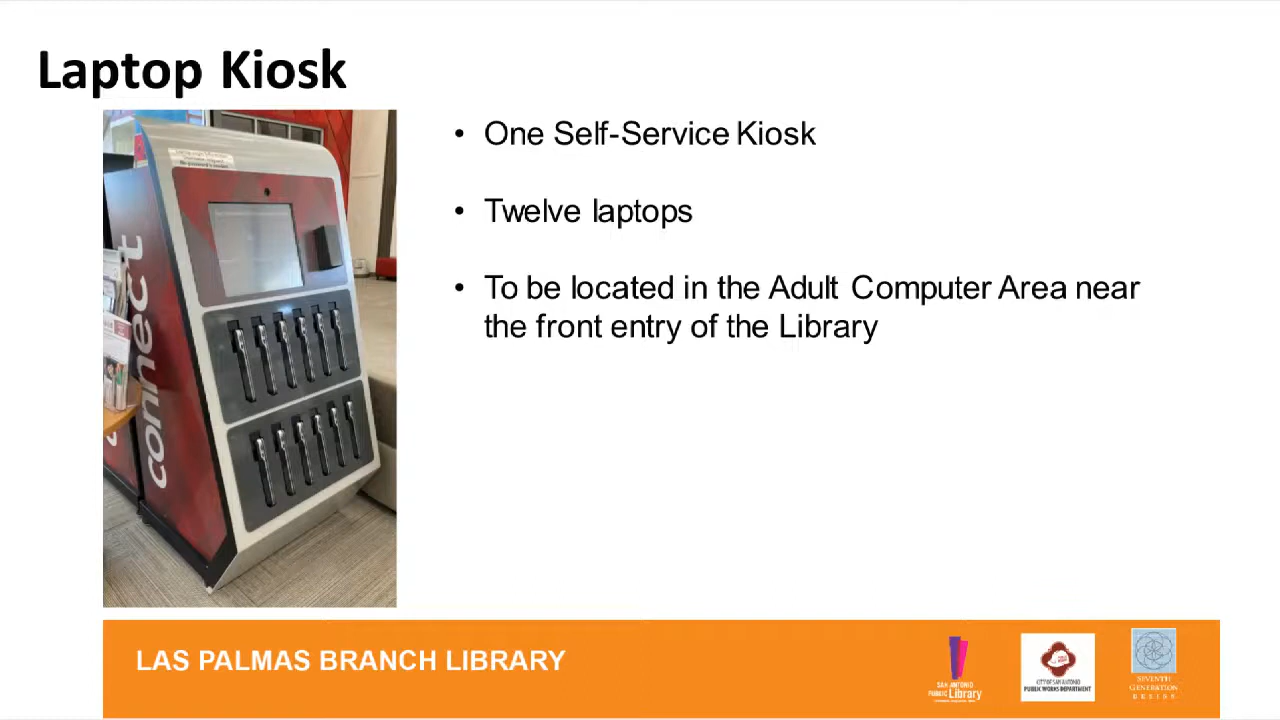 Laptop Kiosk
• One Self-Service Kiosk
• Twelve laptops
• To be located in the Adult Computer Area near
the front entry of the Library
connect
LAS PALMAS BRANCH LIBRARY
SAN ANTONIO
PUBLIC Library
CITY OF SAN ANTONIO
PUBLIC WORKS DEPARTMENT
SEVENTH
GENERATION
DESIGN